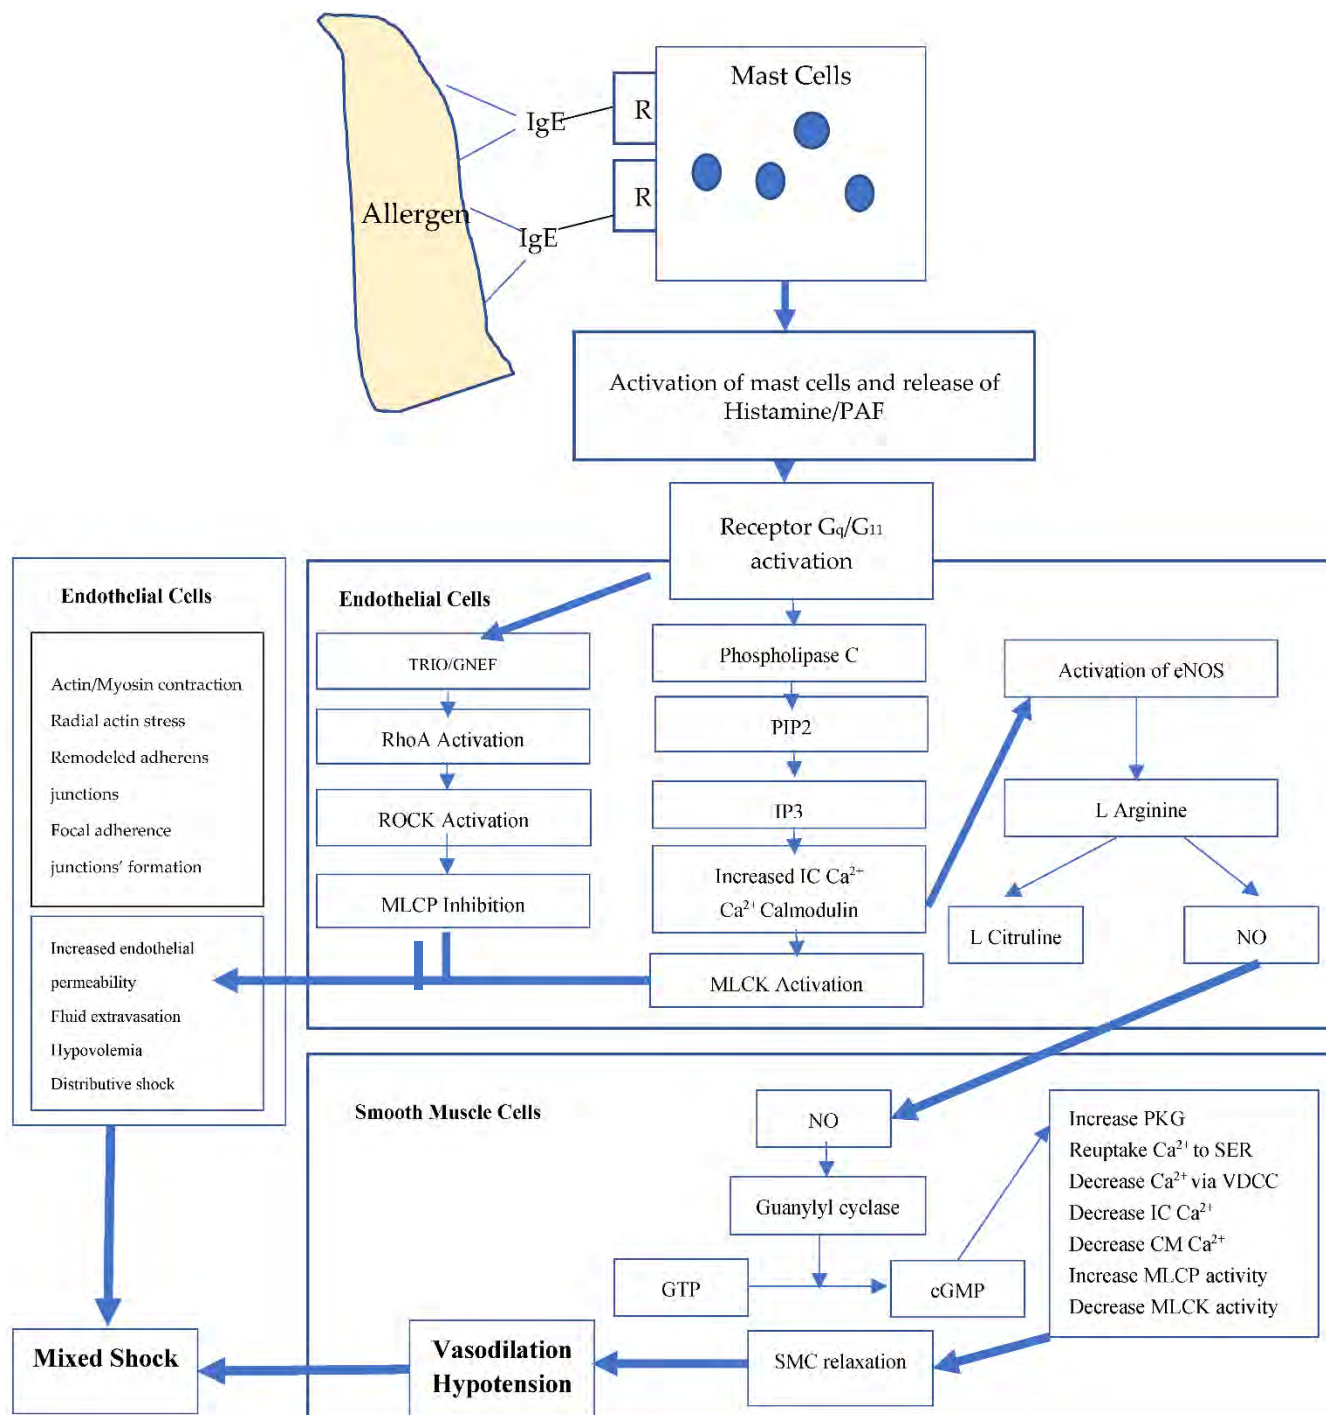 Mast Cells
IgE
R
R
Allergen
IgE
Activation of mast cells and release of
Histamine/PAF
Receptor Gq/G11
activation
Endothelial Cells
Actin/Myosin contraction
Radial actin stress
Remodeled adherens
junctions
Focal adherence
junctions’ formation
Increased endothelial
permeability
Fluid extravasation
Hypovolemia
Distributive shock
Endothelial Cells
TRIO/GNEF
RhoA Activation
ROCK Activation
MLCP Inhibition
Phospholipase C
PIP2
IP3
Increased IC Ca²⁺
Ca²⁺ Calmodulin
MLCK Activation
Activation of eNOS
L Arginine
L Citruline
NO
Smooth Muscle Cells
NO
Guanylyl cyclase
GTP
cGMP
Increase PKG
Reuptake Ca²⁺ to SER
Decrease Ca²⁺ via VDCC
Decrease IC Ca²⁺
Decrease CM Ca²⁺
Increase MLCP activity
Decrease MLCK activity
SMC relaxation
Vasodilation
Hypotension
Mixed Shock